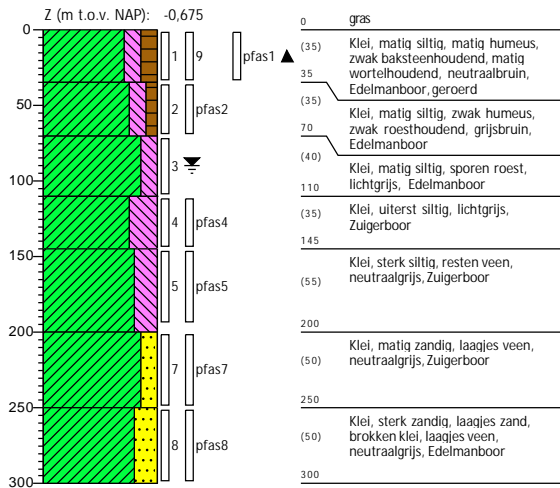 Z (m t.o.v. NAP): -0,675
0
50
100
150
200
250
300
1 9 pfas1
2 pfas2
3
4 pfas4
5 pfas5
7 pfas7
8 pfas8
0 gras
(35) Klei, matig siltig, matig humeus,
zwak baksteenhoudend, matig
35 wortelhoudend, neutraalbruin,
Edelmanboor, geroerd
(35)
Klei, matig siltig, zwak humeus,
70 zwak roesthoudend, grijsbruin,
Edelmanboor
(40)
Klei, matig siltig, sporen roest,
110 lichtgrijs, Edelmanboor
(35) Klei, uiterst siltig, lichtgrijs,
Zuigerboor
145
Klei, sterk siltig, resten veen,
(55) neutraalgrijs, Zuigerboor
200
Klei, matig zandig, laagjes veen,
(50) neutraalgrijs, Zuigerboor
250
Klei, sterk zandig, laagjes zand,
(50) brokken klei, laagjes veen,
neutraalgrijs, Edelmanboor
300